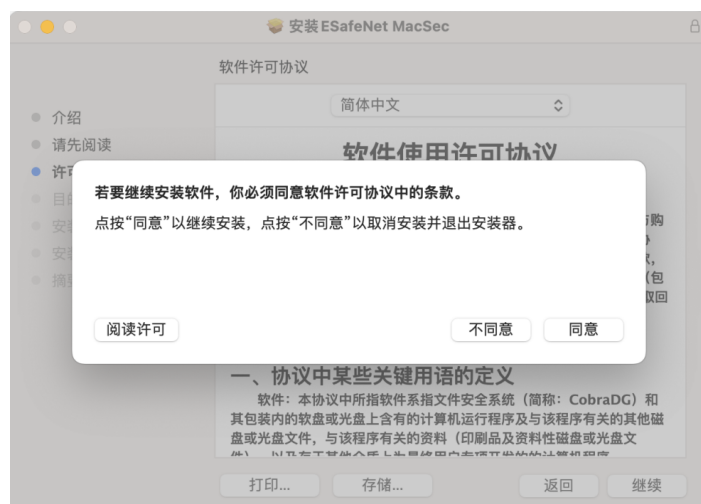 安装 ESafeNet MacSec
软件许可协议
介绍
请先阅读
简体中文
软件使用许可协议
若要继续安装软件，你必须同意软件许可协议中的条款。
点按“同意”以继续安装，点按“不同意”以取消安装并退出安装器。
阅读许可
不同意
同意
一、协议中某些关键用语的定义
软件：本协议中所指软件系指文件安全系统（简称：CobraDG）和
其包装内的软盘或光盘上含有的计算机运行程序及与该程序有关的其他磁
盘或光盘文件，与该程序有关的资料（印刷品及资料性磁盘或光盘文
打印...
存储...
返回
继续